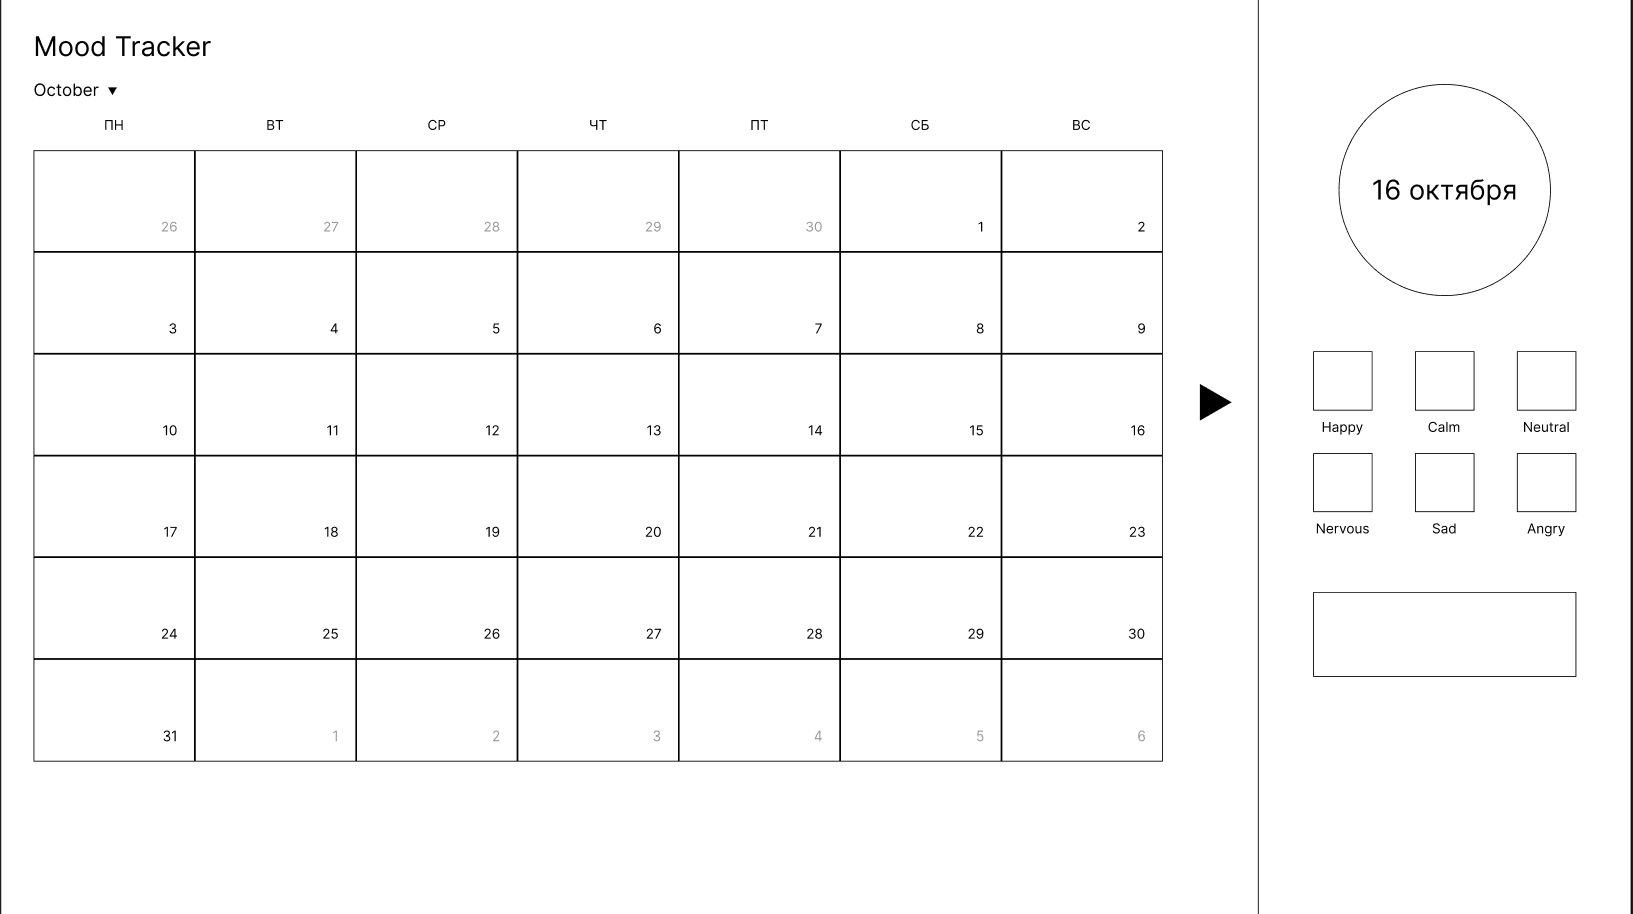 Mood Tracker
October ▼
ПН ВТ СР ЧТ ПТ СБ ВС
26 27 28 29 30 1 2
3 4 5 6 7 8 9
10 11 12 13 14 15 16
17 18 19 20 21 22 23
24 25 26 27 28 29 30
31 1 2 3 4 5 6
16 октября
Happy Calm Neutral
Nervous Sad Angry